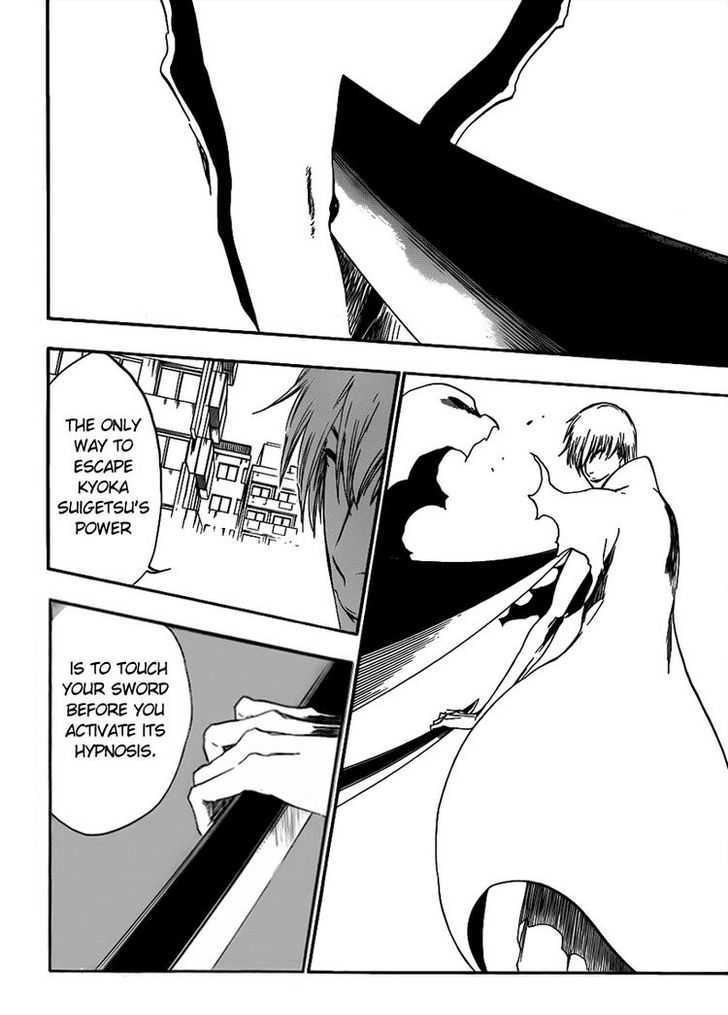 THE ONLY
WAY TO
ESCAPE
KYOKA
SUIGETSU'S
POWER
IS TO TOUCH
YOUR SWORD
BEFORE YOU
ACTIVATE ITS
HYPNOSIS.